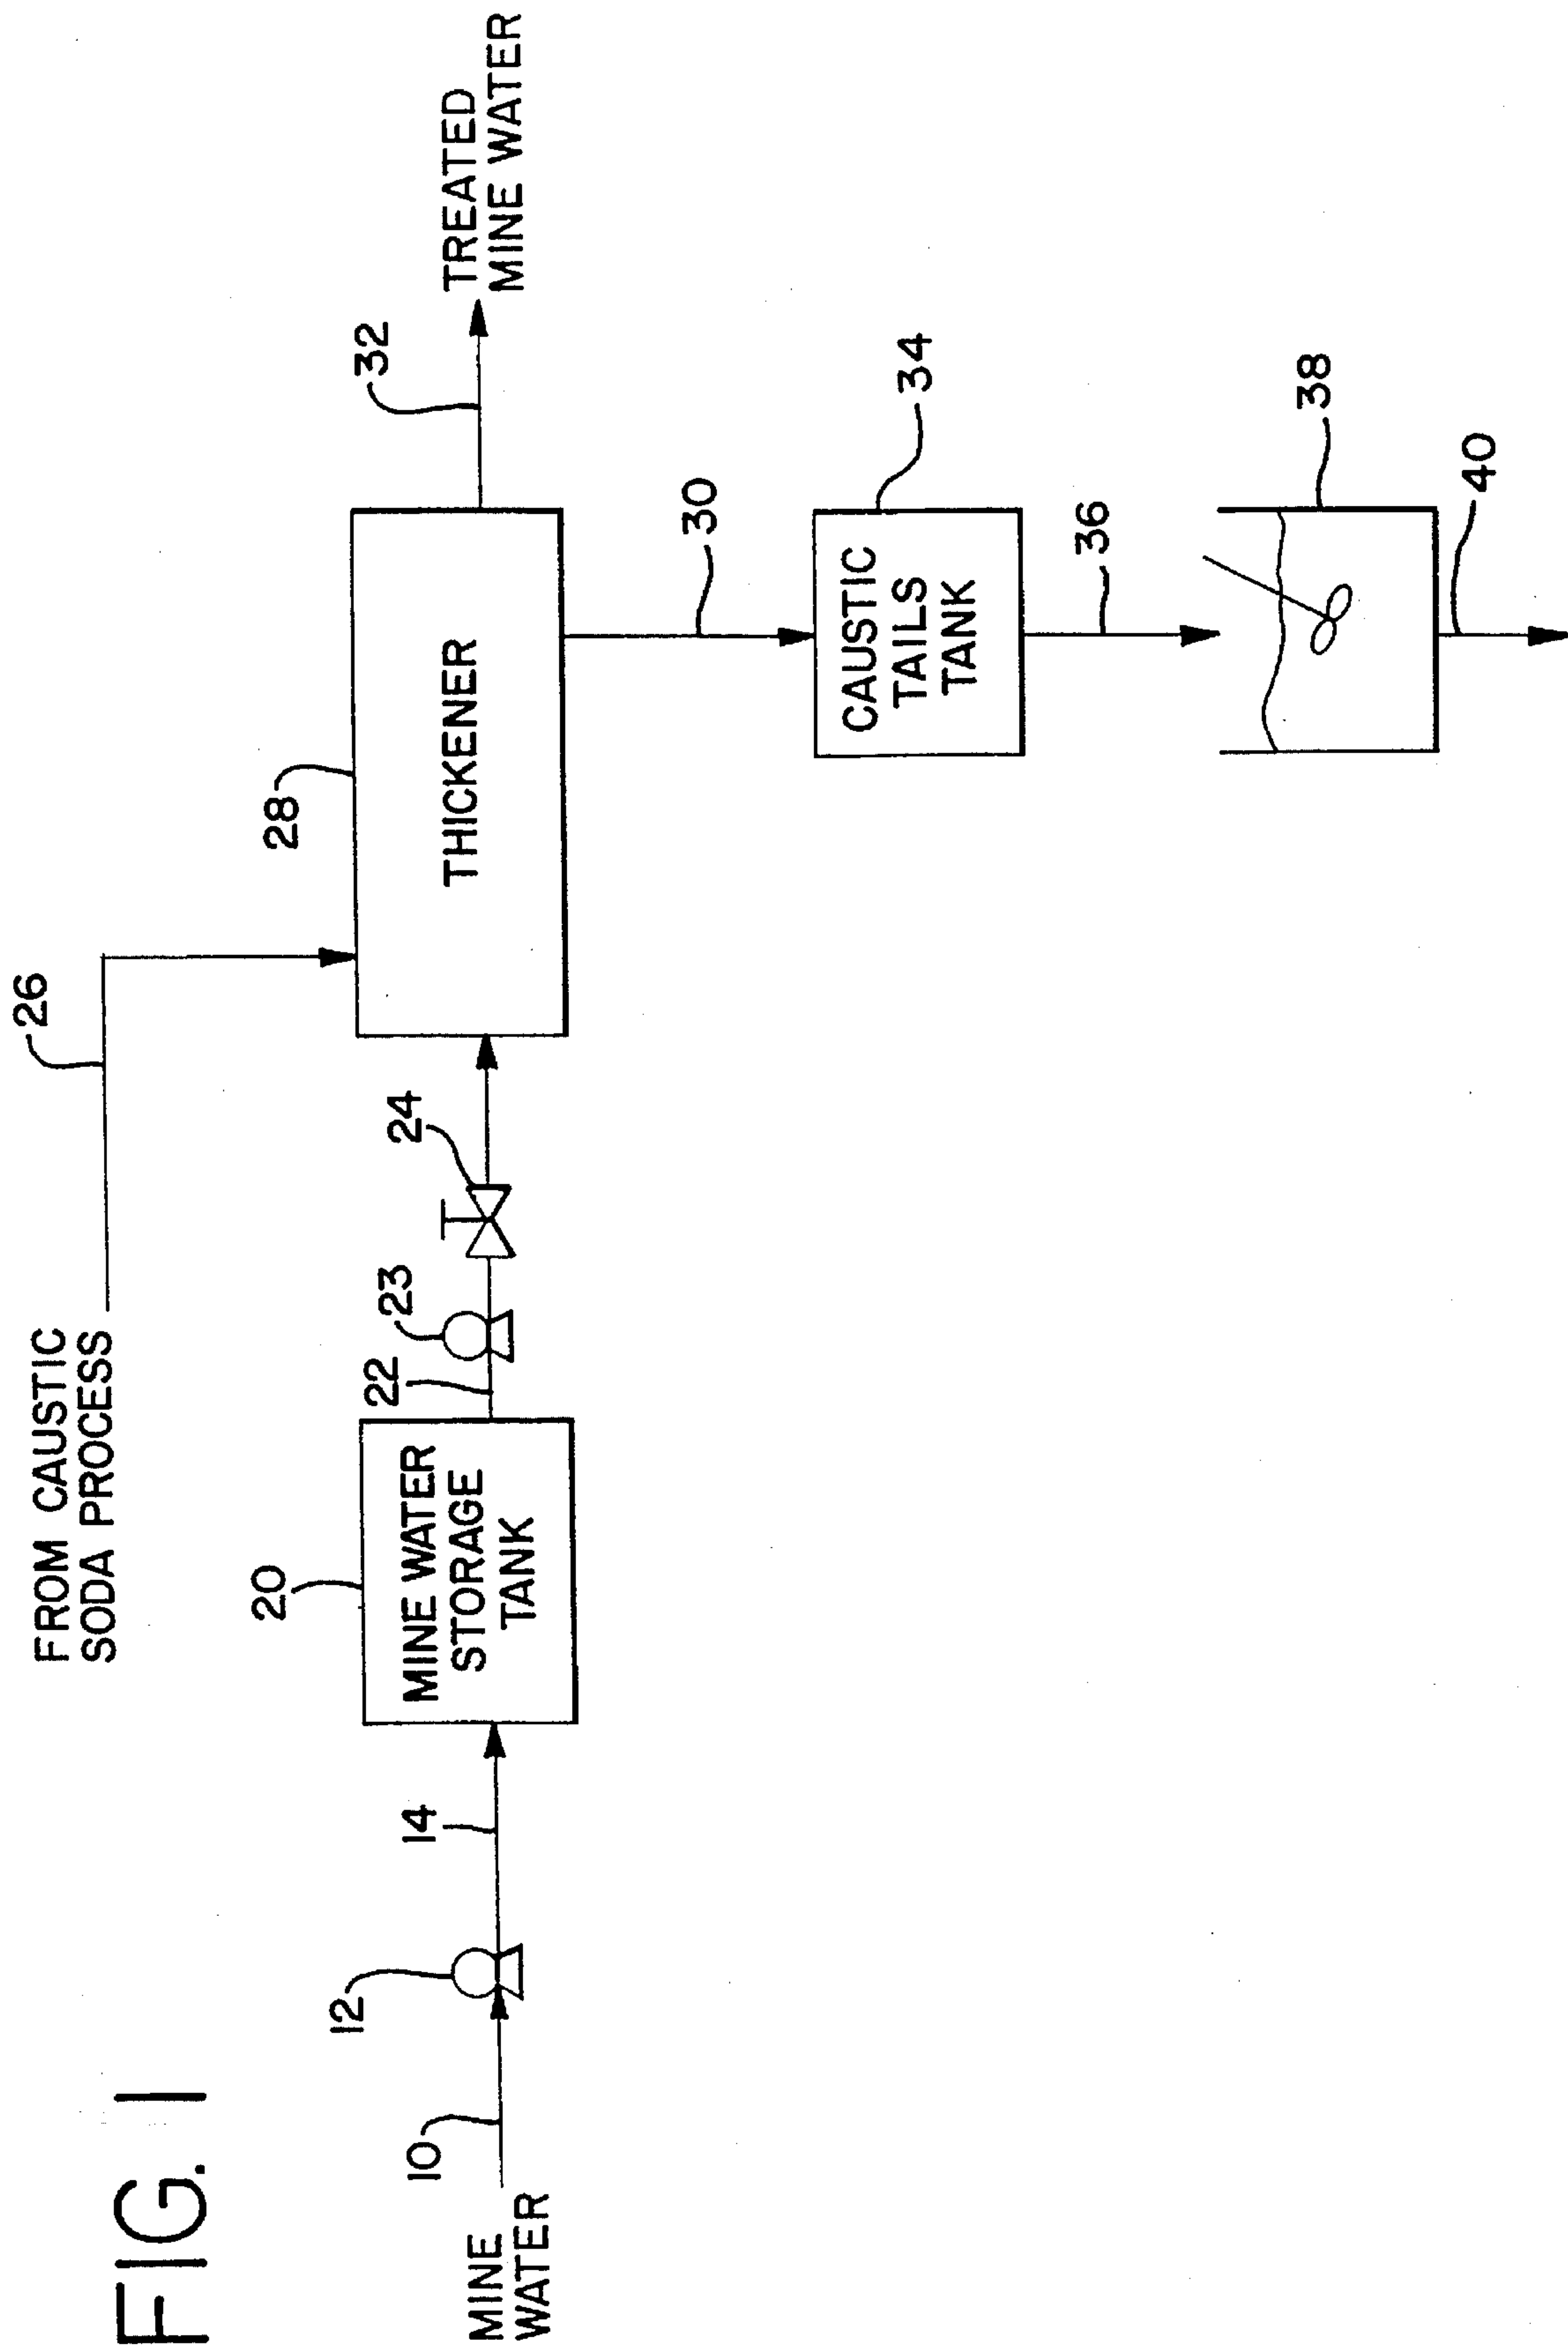 FIG. 1
FROM CAUSTIC
SODA PROCESS
26
MINE
WATER
10
12
14
20
MINE WATER
STORAGE
TANK
22
23
24
28
THICKENER
32
TREATED
MINE WATER
30
CAUSTIC
TAILS
TANK
34
36
38
40